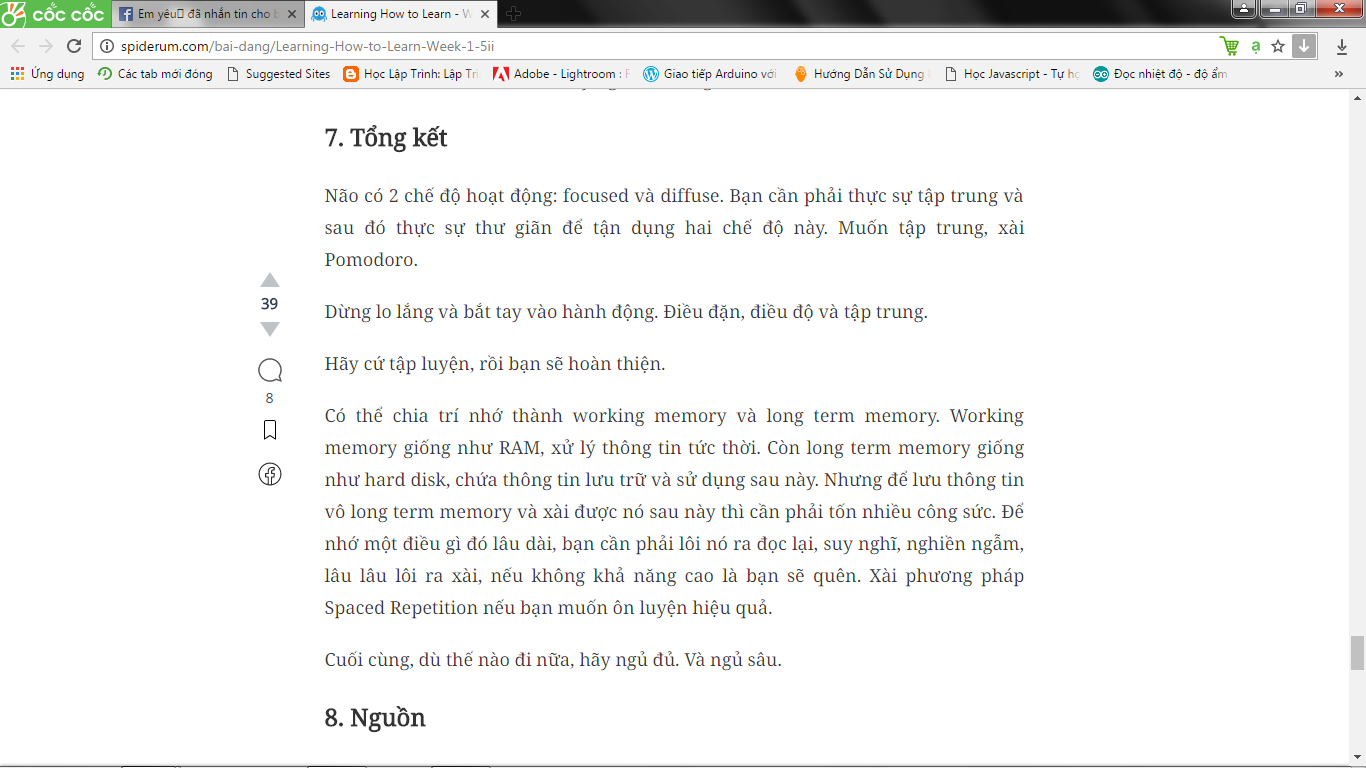 cốc cốc
Em yêu đã nhắn tin cho b
Learning How to Learn - W
spiderum.com/bai-dang/Learning-How-to-Learn-Week-1-5ii
Ứng dụng
Các tab mới đóng
Suggested Sites
Học Lập Trình: Lập Trì
Adobe - Lightroom : F
Giao tiếp Arduino với
Hướng Dẫn Sử Dụng
Học Javascript - Tự họ
Đọc nhiệt độ - độ ẩm
7. Tổng kết
Não có 2 chế độ hoạt động: focused và diffuse. Bạn cần phải thực sự tập trung và
sau đó thực sự thư giãn để tận dụng hai chế độ này. Muốn tập trung, xài
Pomodoro.
39
Dừng lo lắng và bắt tay vào hành động. Điều đặn, điều độ và tập trung.
Hãy cứ tập luyện, rồi bạn sẽ hoàn thiện.
8
Có thể chia trí nhớ thành working memory và long term memory. Working
memory giống như RAM, xử lý thông tin tức thời. Còn long term memory giống
như hard disk, chứa thông tin lưu trữ và sử dụng sau này. Nhưng để lưu thông tin
vô long term memory và xài được nó sau này thì cần phải tốn nhiều công sức. Để
nhớ một điều gì đó lâu dài, bạn cần phải lôi nó ra đọc lại, suy nghĩ, nghiền ngẫm,
lâu lâu lôi ra xài, nếu không khả năng cao là bạn sẽ quên. Xài phương pháp
Spaced Repetition nếu bạn muốn ôn luyện hiệu quả.
Cuối cùng, dù thế nào đi nữa, hãy ngủ đủ. Và ngủ sâu.
8. Nguồn